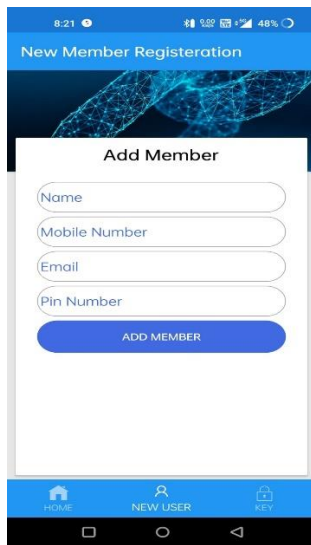 8:21
48%
New Member Registeration
Add Member
Name
Mobile Number
Email
Pin Number
ADD MEMBER
HOME
NEW USER
KEY